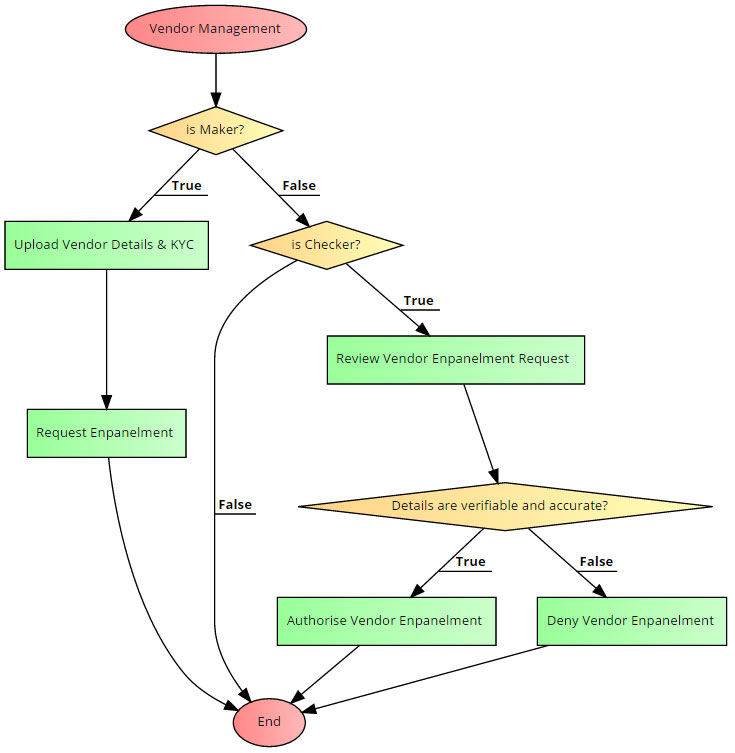 Vendor Management
is Maker?
True
False
Upload Vendor Details & KYC
is Checker?
True
Review Vendor Enpanelment Request
Request Enpanelment
False
Details are verifiable and accurate?
True
False
Authorise Vendor Enpanelment
Deny Vendor Enpanelment
End